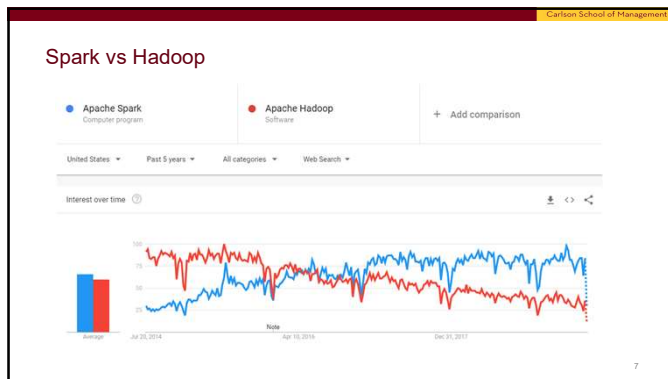 Carlson School of Management
Spark vs Hadoop
Apache Spark
Computer program
Apache Hadoop
Software
+ Add comparison
United States
Past 5 years
All categories
Web Search
Interest over time
100
75
50
25
Average
Note
Jul 20, 2014
Apr 10, 2016
Dec 31, 2017
7